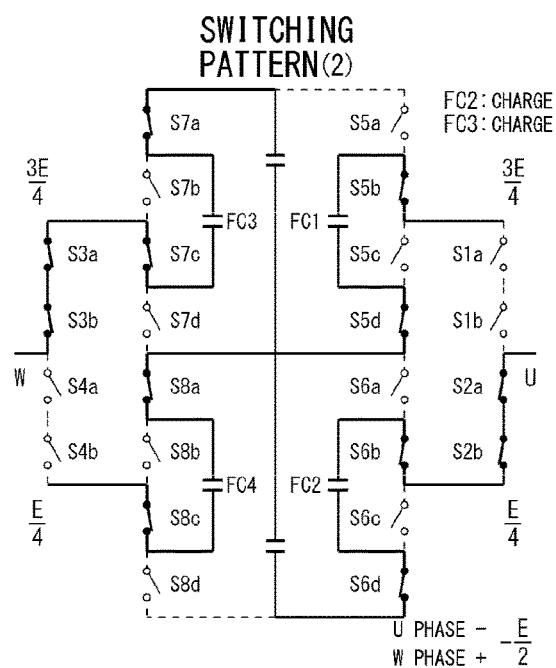 SWITCHING
PATTERN(2)
FC2: CHARGE
FC3: CHARGE
S7a
S5a
3E
4
S7b
S5b
3E
4
FC3
FC1
S3a
S7c
S5c
S1a
S3b
S7d
S5d
S1b
W
S4a
S8a
S6a
S2a
U
S4b
S8b
S6b
S2b
FC4
FC2
E
4
S8c
S6c
E
4
S8d
S6d
U PHASE -
W PHASE +
- E
2